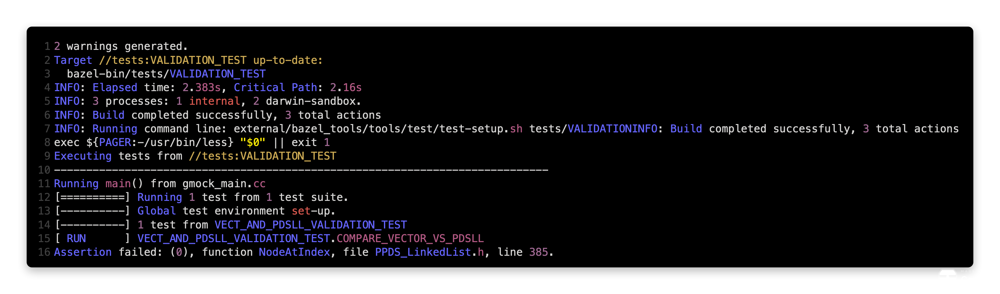 1 2 warnings generated.
2 Target //tests:VALIDATION_TEST up-to-date:
3   bazel-bin/tests/VALIDATION_TEST
4 INFO: Elapsed time: 2.383s, Critical Path: 2.16s
5 INFO: 3 processes: 1 internal, 2 darwin-sandbox.
6 INFO: Build completed successfully, 3 total actions
7 INFO: Running command line: external/bazel_tools/tools/test/test-setup.sh tests/VALIDATIONINFO: Build completed successfully, 3 total actions
8 exec ${PAGER:-/usr/bin/less} "$0" || exit 1
9 Executing tests from //tests:VALIDATION_TEST
10 -----------------------------------------------------------------------------
11 Running main() from gmock_main.cc
12 [==========] Running 1 test from 1 test suite.
13 [----------] Global test environment set-up.
14 [----------] 1 test from VECT_AND_PDSLL_VALIDATION_TEST
15 [ RUN      ] VECT_AND_PDSLL_VALIDATION_TEST.COMPARE_VECTOR_VS_PDSLL
16 Assertion failed: (0), function NodeAtIndex, file PPDS_LinkedList.h, line 385.